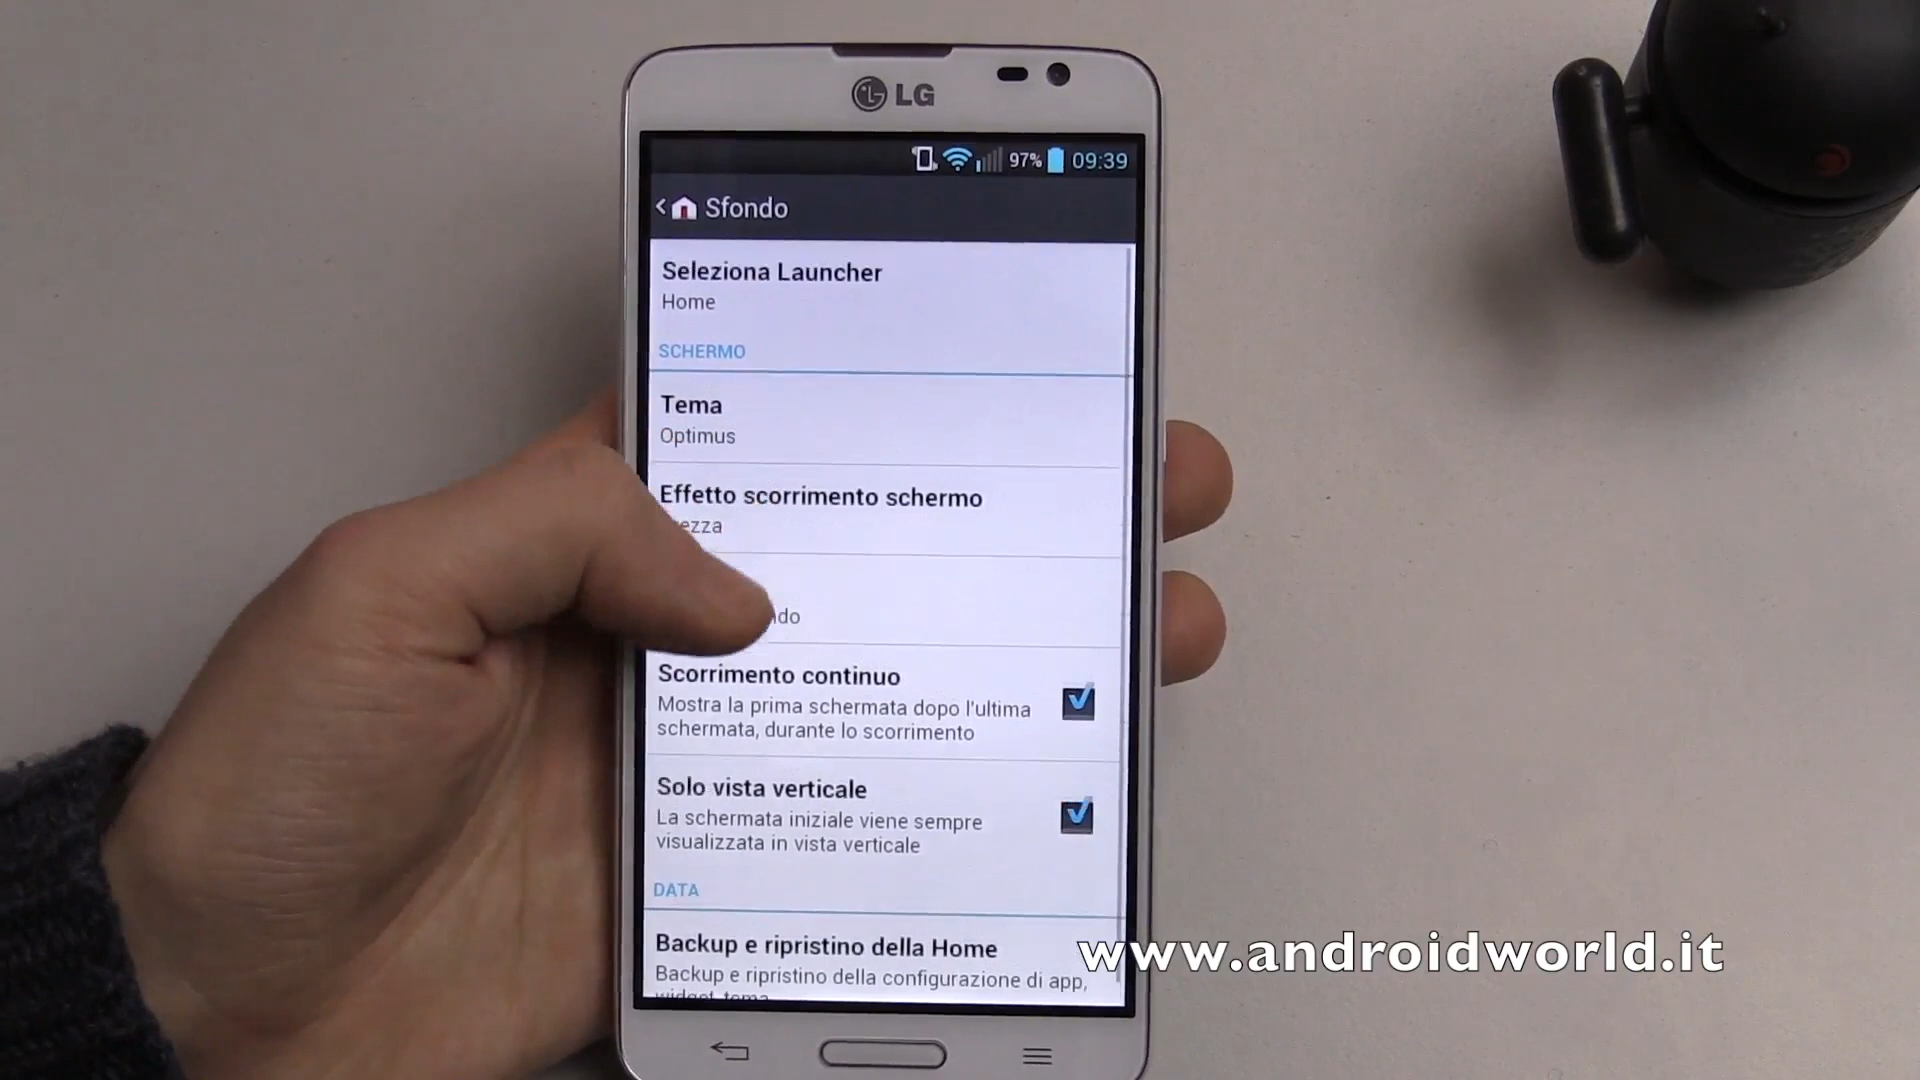 LG
97% 09:39
Sfondo
Seleziona Launcher
Home
SCHERMO
Tema
Optimus
Effetto scorrimento schermo
Scorrimento continuo
Mostra la prima schermata dopo l'ultima
schermata, durante lo scorrimento
Solo vista verticale
La schermata iniziale viene sempre
visualizzata in vista verticale
DATA
Backup e ripristino della Home
Backup e ripristino della configurazione di app,
widget, tema
www.androidworld.it